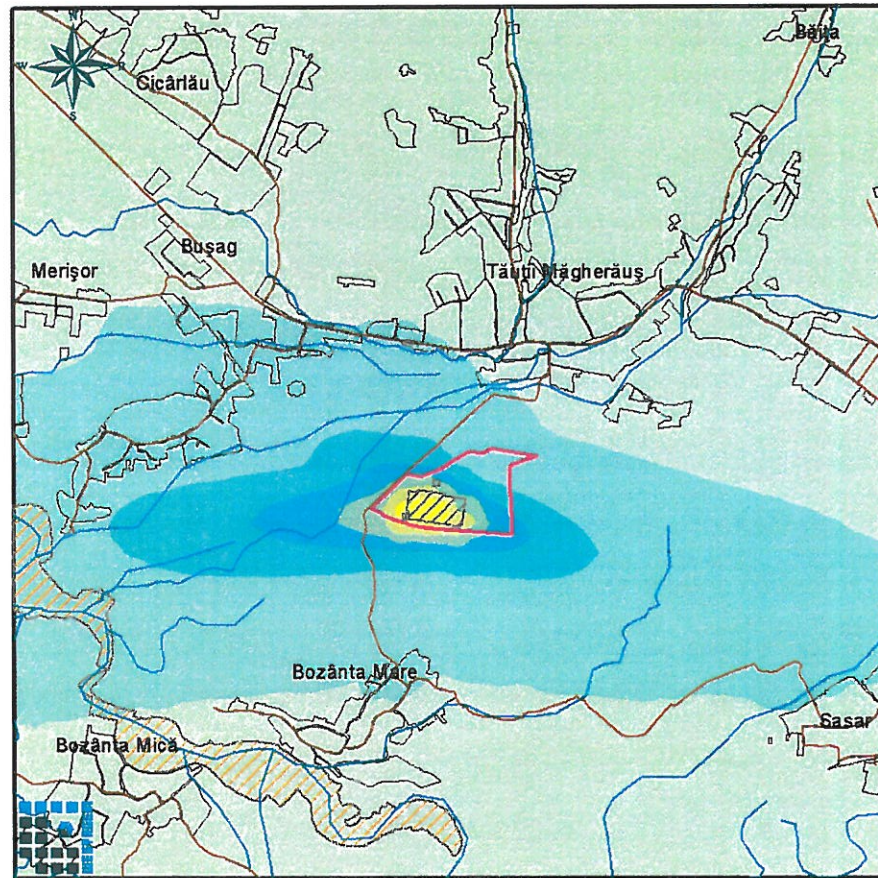 N
W
S
Băița
Cicârlău
Bușag
Merișor
Tăuții Măgherăuș
Bozânta Mare
Sasar
Bozânta Mică